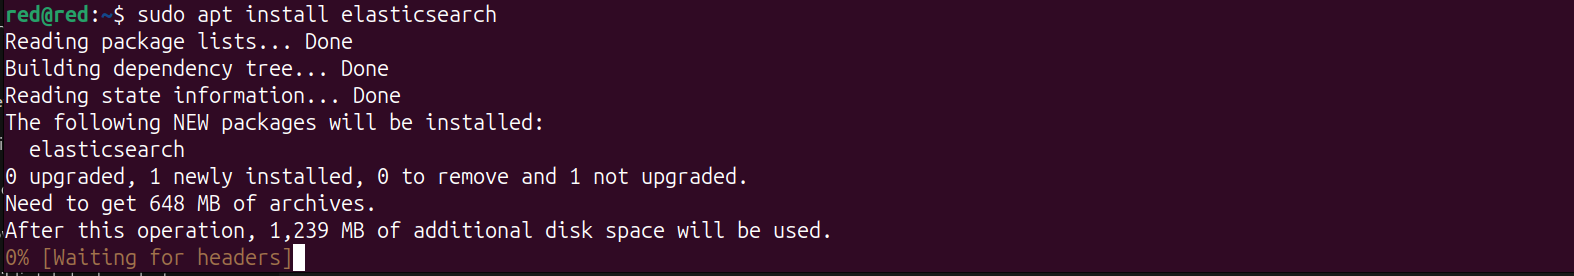 red@red:~$ sudo apt install elasticsearch
Reading package lists... Done
Building dependency tree... Done
Reading state information... Done
The following NEW packages will be installed:
  elasticsearch
0 upgraded, 1 newly installed, 0 to remove and 1 not upgraded.
Need to get 648 MB of archives.
After this operation, 1,239 MB of additional disk space will be used.
0% [Waiting for headers]